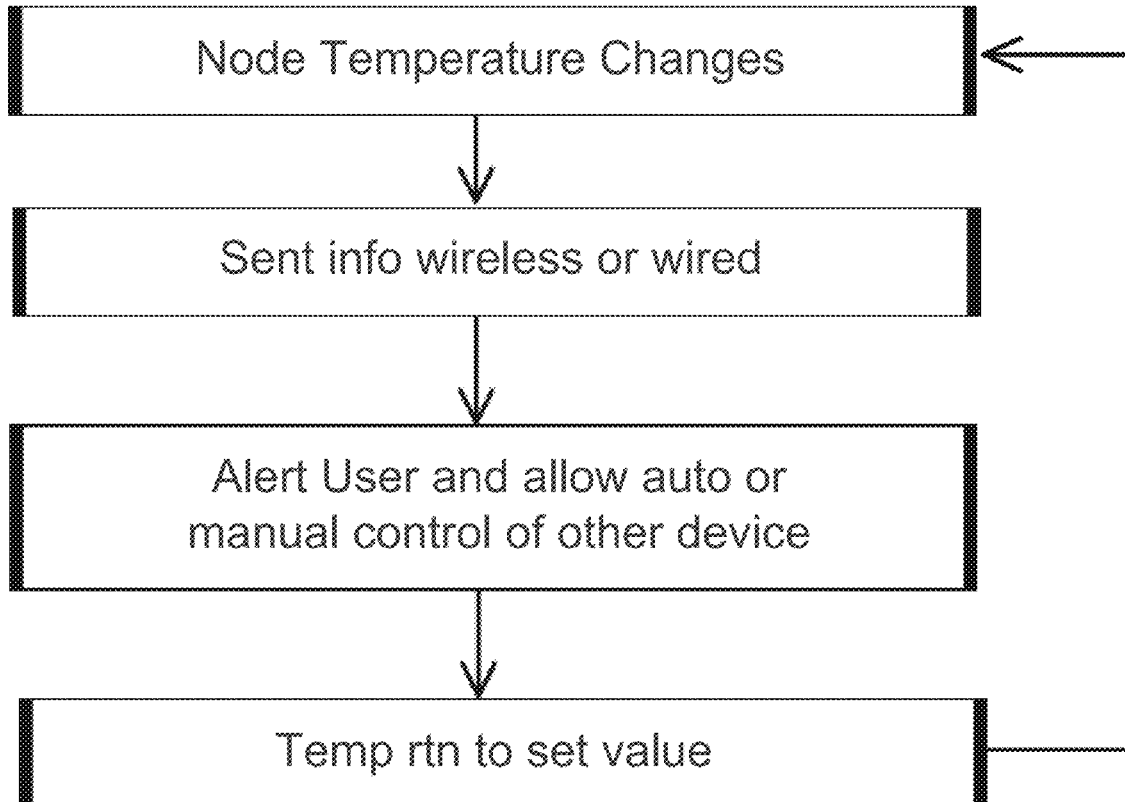 Node Temperature Changes
Sent info wireless or wired
Alert User and allow auto or
manual control of other device
Temp rtn to set value